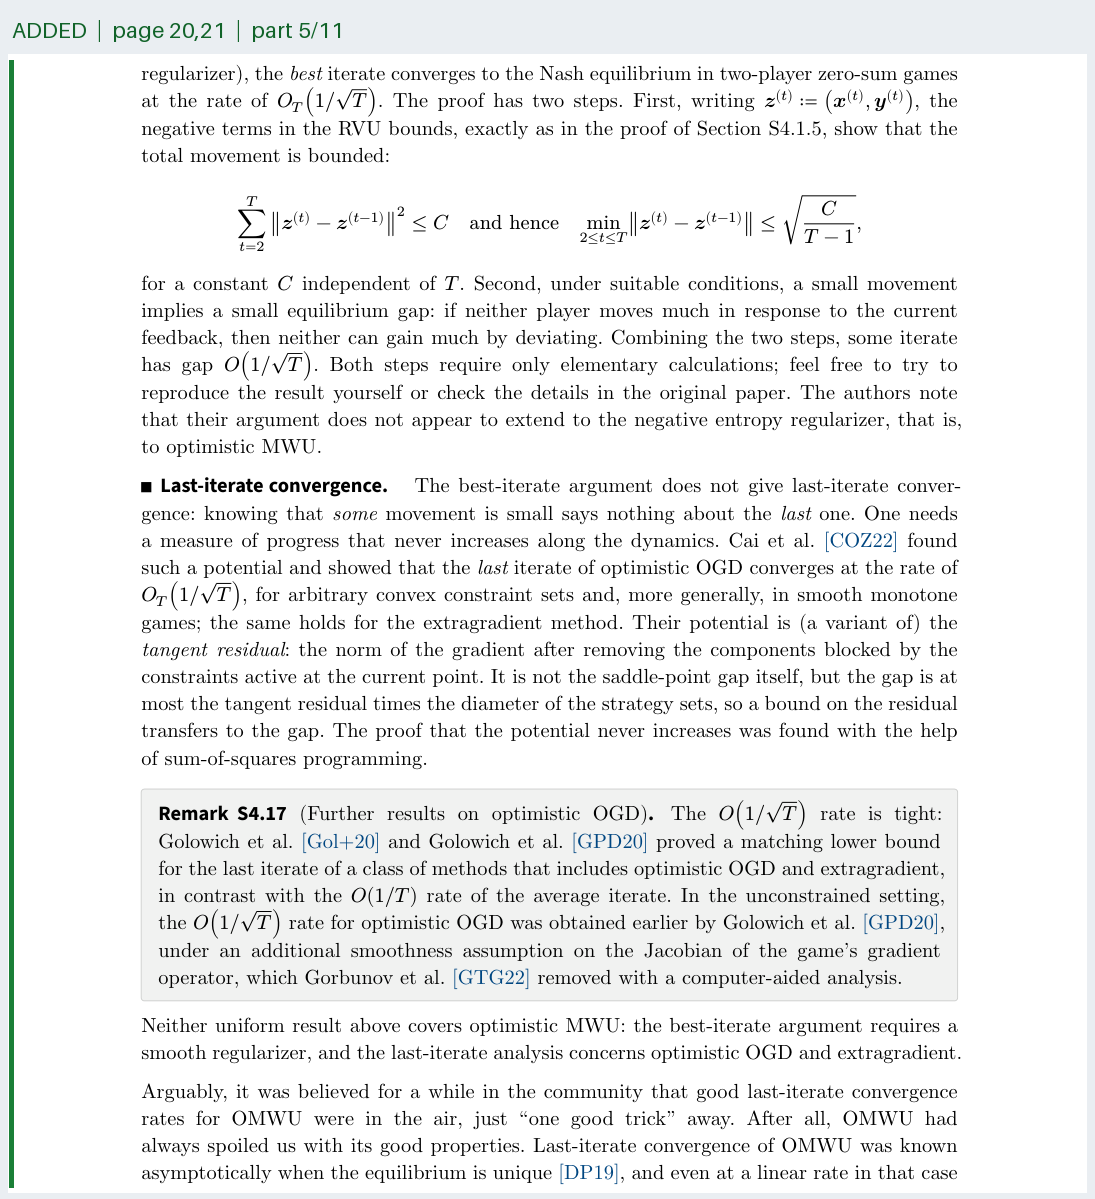 ADDED | page 20,21 | part 5/11
regularizer), the best iterate converges to the Nash equilibrium in two-player zero-sum games
at the rate of O_T(1/√T). The proof has two steps. First, writing z^(t) := (x^(t), y^(t)), the
negative terms in the RVU bounds, exactly as in the proof of Section S4.1.5, show that the
total movement is bounded:
∑_{t=2}^{T} ‖z^(t) − z^(t−1)‖² ≤ C and hence min_{2≤t≤T} ‖z^(t) − z^(t−1)‖ ≤ √(C/(T − 1)),
for a constant C independent of T. Second, under suitable conditions, a small movement
implies a small equilibrium gap: if neither player moves much in response to the current
feedback, then neither can gain much by deviating. Combining the two steps, some iterate
has gap O(1/√T). Both steps require only elementary calculations; feel free to try to
reproduce the result yourself or check the details in the original paper. The authors note
that their argument does not appear to extend to the negative entropy regularizer, that is,
to optimistic MWU.
■ Last-iterate convergence. The best-iterate argument does not give last-iterate conver-
gence: knowing that some movement is small says nothing about the last one. One needs
a measure of progress that never increases along the dynamics. Cai et al. [COZ22] found
such a potential and showed that the last iterate of optimistic OGD converges at the rate of
O_T(1/√T), for arbitrary convex constraint sets and, more generally, in smooth monotone
games; the same holds for the extragradient method. Their potential is (a variant of) the
tangent residual: the norm of the gradient after removing the components blocked by the
constraints active at the current point. It is not the saddle-point gap itself, but the gap is at
most the tangent residual times the diameter of the strategy sets, so a bound on the residual
transfers to the gap. The proof that the potential never increases was found with the help
of sum-of-squares programming.
Remark S4.17 (Further results on optimistic OGD). The O(1/√T) rate is tight:
Golowich et al. [Gol+20] and Golowich et al. [GPD20] proved a matching lower bound
for the last iterate of a class of methods that includes optimistic OGD and extragradient,
in contrast with the O(1/T) rate of the average iterate. In the unconstrained setting,
the O(1/√T) rate for optimistic OGD was obtained earlier by Golowich et al. [GPD20],
under an additional smoothness assumption on the Jacobian of the game's gradient
operator, which Gorbunov et al. [GTG22] removed with a computer-aided analysis.
Neither uniform result above covers optimistic MWU: the best-iterate argument requires a
smooth regularizer, and the last-iterate analysis concerns optimistic OGD and extragradient.
Arguably, it was believed for a while in the community that good last-iterate convergence
rates for OMWU were in the air, just “one good trick” away. After all, OMWU had
always spoiled us with its good properties. Last-iterate convergence of OMWU was known
asymptotically when the equilibrium is unique [DP19], and even at a linear rate in that case